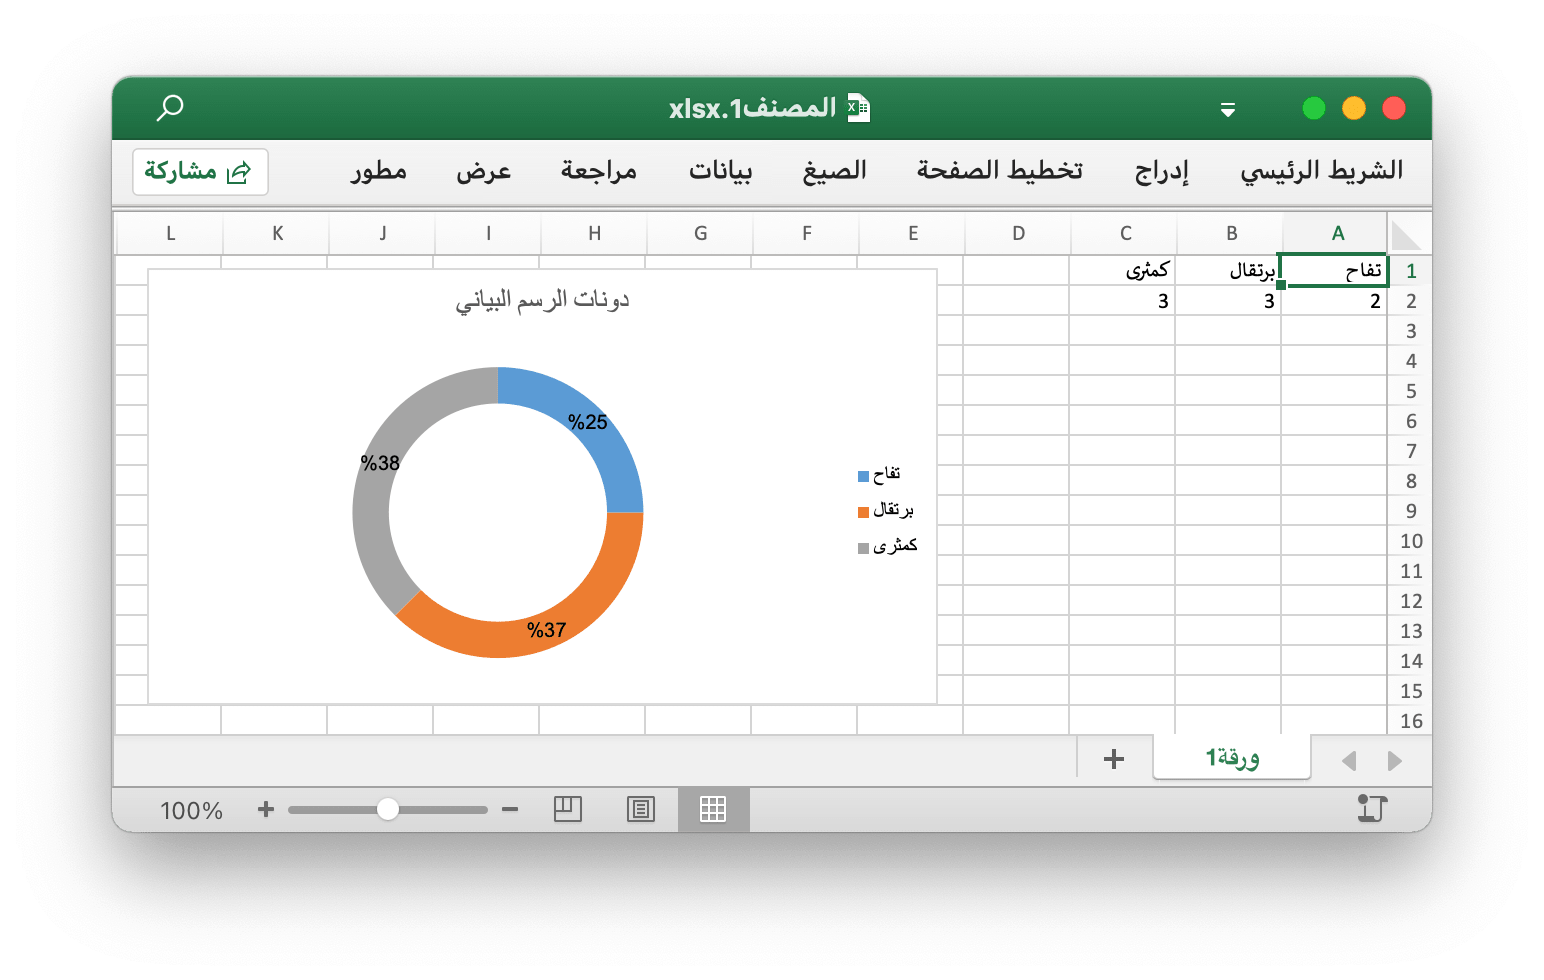 المصنف1.xlsx
الشريط الرئيسي إدراج تخطيط الصفحة الصيغ بيانات مراجعة عرض مطور مشاركة
A B C D E F G H I J K L
1 تفاح برتقال كمثرى
2 2 3 3
3
4
5
6
7
8
9
10
11
12
13
14
15
16
دونات الرسم البياني
%25
%38
%37
تفاح
برتقال
كمثرى
ورقة1 +
100%